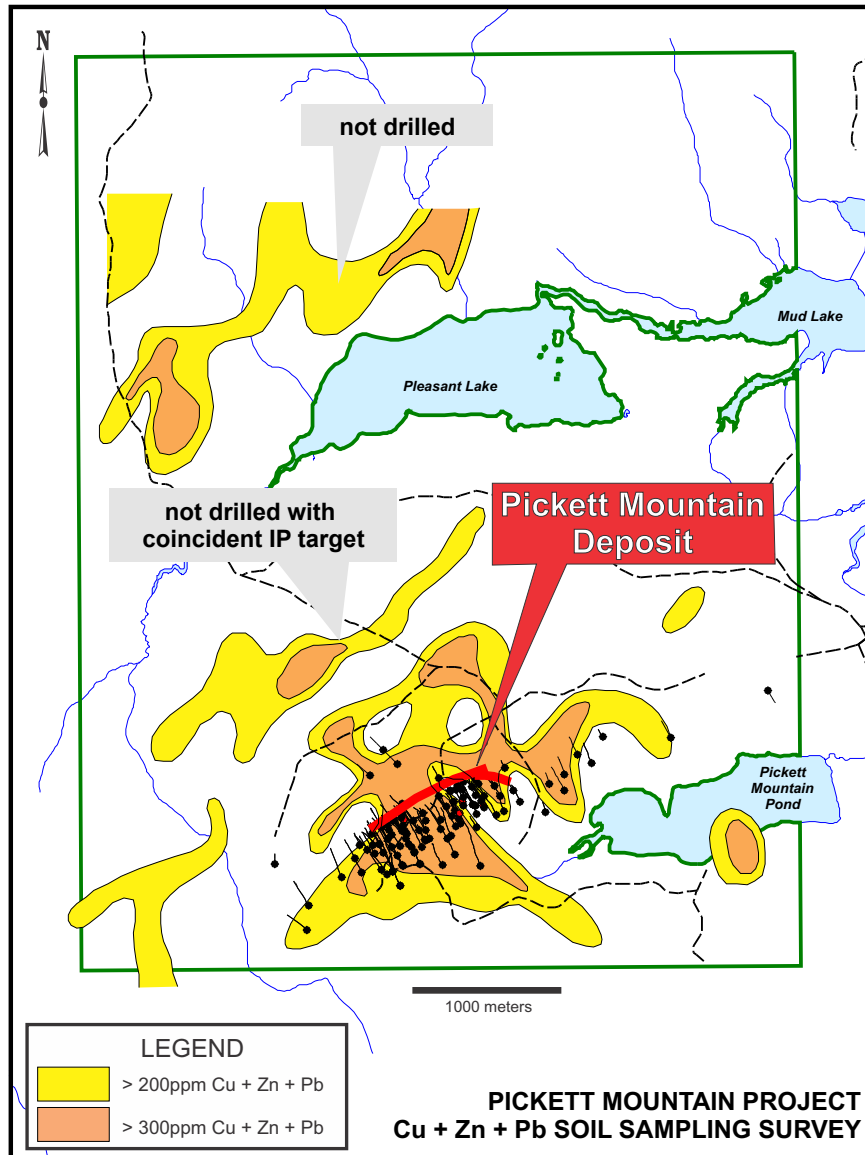 N
not drilled
Mud Lake
Pleasant Lake
not drilled with
coincident IP target
Pickett Mountain
Deposit
Pickett
Mountain
Pond
1000 meters
LEGEND
> 200ppm Cu + Zn + Pb
> 300ppm Cu + Zn + Pb
PICKETT MOUNTAIN PROJECT
Cu + Zn + Pb SOIL SAMPLING SURVEY